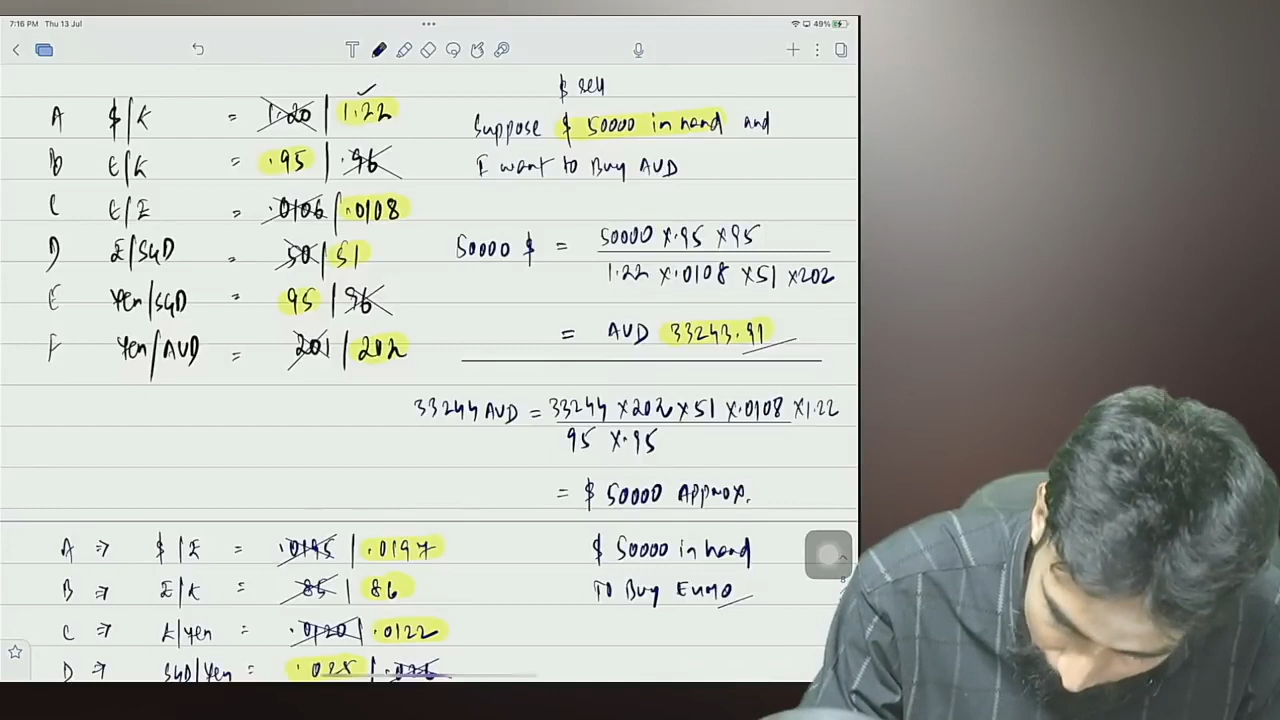 7:16 PM Thu 13 Jul
49%
$ sell
A $/K = 1.20 | 1.22
Suppose $ 50000 in hand and
B €/K = .95 | .96
I want to Buy AUD
C €/£ = .0106 | .0108
50000 $ = 50000 X .95 X 95
D £/SGD = 50 | 51
1.22 X .0108 X 51 X 202
E Yen/SGD = 95 | 96
= AUD 33243.91
F Yen/AUD = 201 | 202
33244 AUD = 33244 X 202 X 51 X .0108 X 1.22
95 X .95
= $ 50000 Approx.
A ⇒ $/£ = .0195 | .0197
$ 50000 in hand
B ⇒ £/K = 85 | 86
To Buy Euro
C ⇒ K/Yen = .0120 | .0122
D ⇒ SGD/Yen = .025 | .026